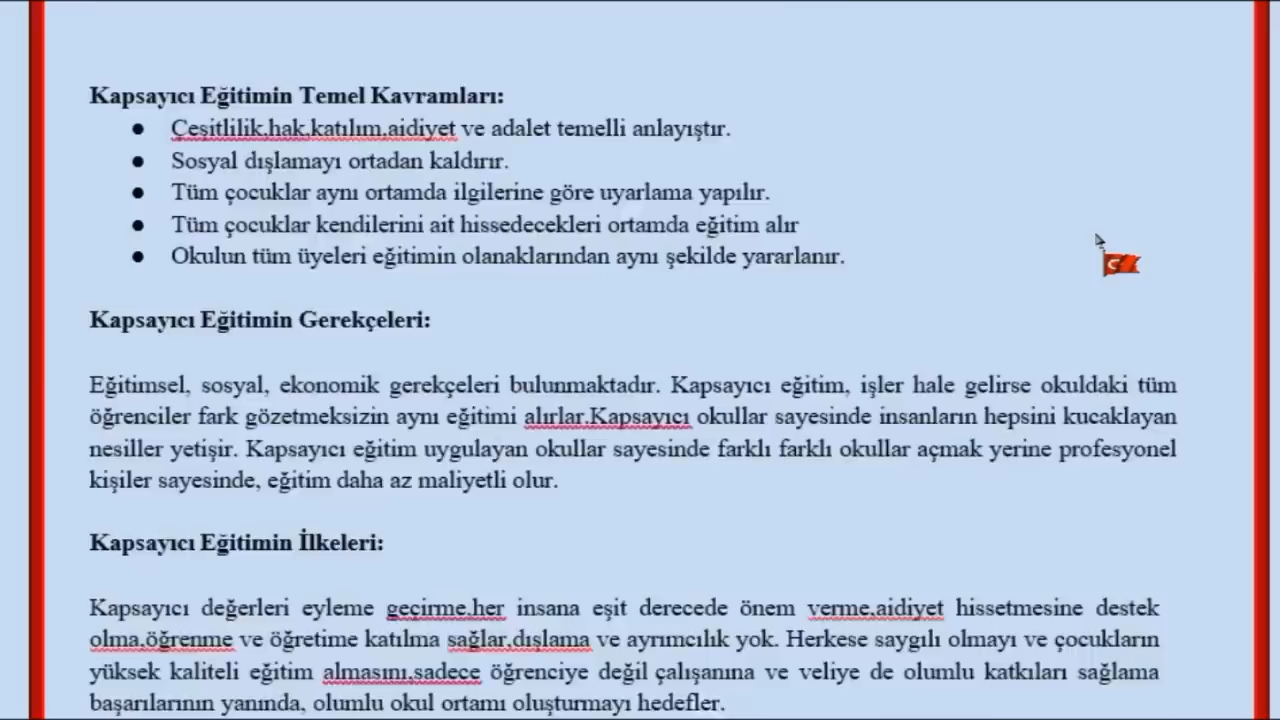 Kapsayıcı Eğitimin Temel Kavramları:
● Çeşitlilik,hak,katılım,aidiyet ve adalet temelli anlayıştır.
● Sosyal dışlamayı ortadan kaldırır.
● Tüm çocuklar aynı ortamda ilgilerine göre uyarlama yapılır.
● Tüm çocuklar kendilerini ait hissedecekleri ortamda eğitim alır
● Okulun tüm üyeleri eğitimin olanaklarından aynı şekilde yararlanır.
Kapsayıcı Eğitimin Gerekçeleri:
Eğitimsel, sosyal, ekonomik gerekçeleri bulunmaktadır. Kapsayıcı eğitim, işler hale gelirse okuldaki tüm
öğrenciler fark gözetmeksizin aynı eğitimi alırlar.Kapsayıcı okullar sayesinde insanların hepsini kucaklayan
nesiller yetişir. Kapsayıcı eğitim uygulayan okullar sayesinde farklı farklı okullar açmak yerine profesyonel
kişiler sayesinde, eğitim daha az maliyetli olur.
Kapsayıcı Eğitimin İlkeleri:
Kapsayıcı değerleri eyleme geçirme,her insana eşit derecede önem verme,aidiyet hissetmesine destek
olma,öğrenme ve öğretime katılma sağlar,dışlama ve ayrımcılık yok. Herkese saygılı olmayı ve çocukların
yüksek kaliteli eğitim almasını,sadece öğrenciye değil çalışanına ve veliye de olumlu katkıları sağlama
başarılarının yanında, olumlu okul ortamı oluşturmayı hedefler.